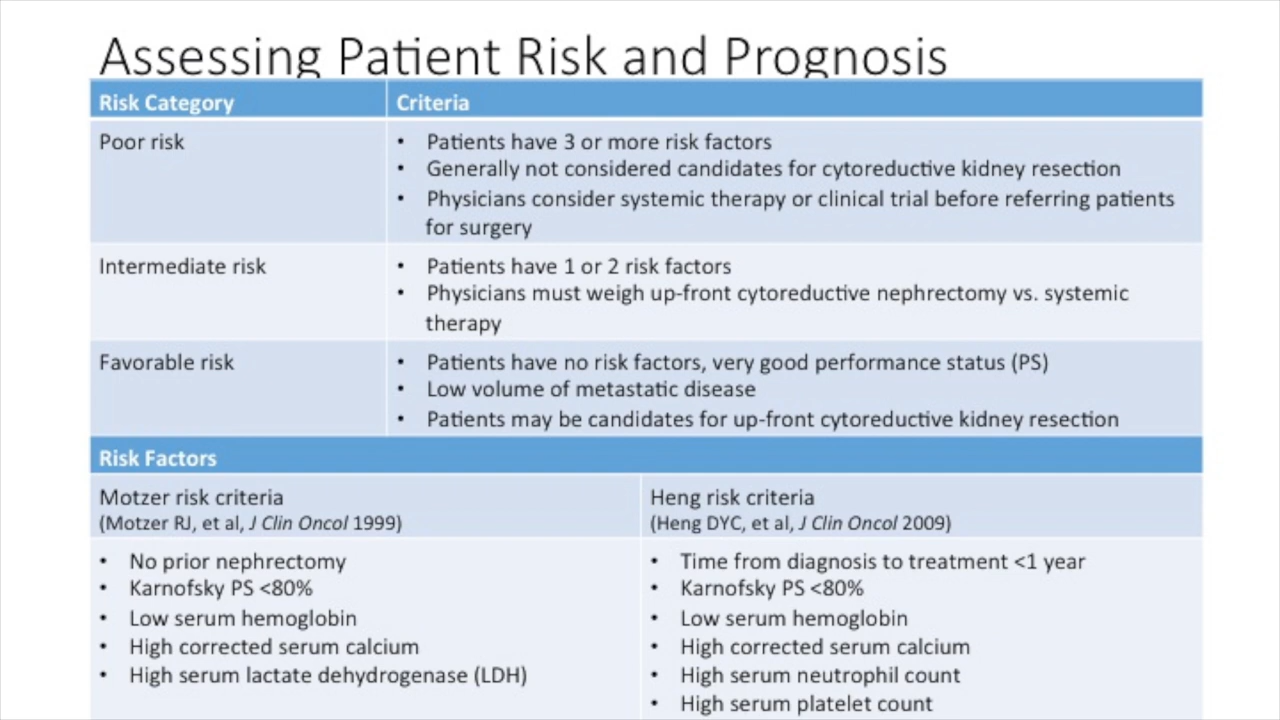 Assessing Patient Risk and Prognosis
Risk Category
Criteria
Poor risk
• Patients have 3 or more risk factors
• Generally not considered candidates for cytoreductive kidney resection
• Physicians consider systemic therapy or clinical trial before referring patients
for surgery
Intermediate risk
• Patients have 1 or 2 risk factors
• Physicians must weigh up-front cytoreductive nephrectomy vs. systemic
therapy
Favorable risk
• Patients have no risk factors, very good performance status (PS)
• Low volume of metastatic disease
• Patients may be candidates for up-front cytoreductive kidney resection
Risk Factors
Motzer risk criteria
(Motzer RJ, et al, J Clin Oncol 1999)
Heng risk criteria
(Heng DYC, et al, J Clin Oncol 2009)
• No prior nephrectomy
• Karnofsky PS <80%
• Low serum hemoglobin
• High corrected serum calcium
• High serum lactate dehydrogenase (LDH)
• Time from diagnosis to treatment <1 year
• Karnofsky PS <80%
• Low serum hemoglobin
• High corrected serum calcium
• High serum neutrophil count
• High serum platelet count